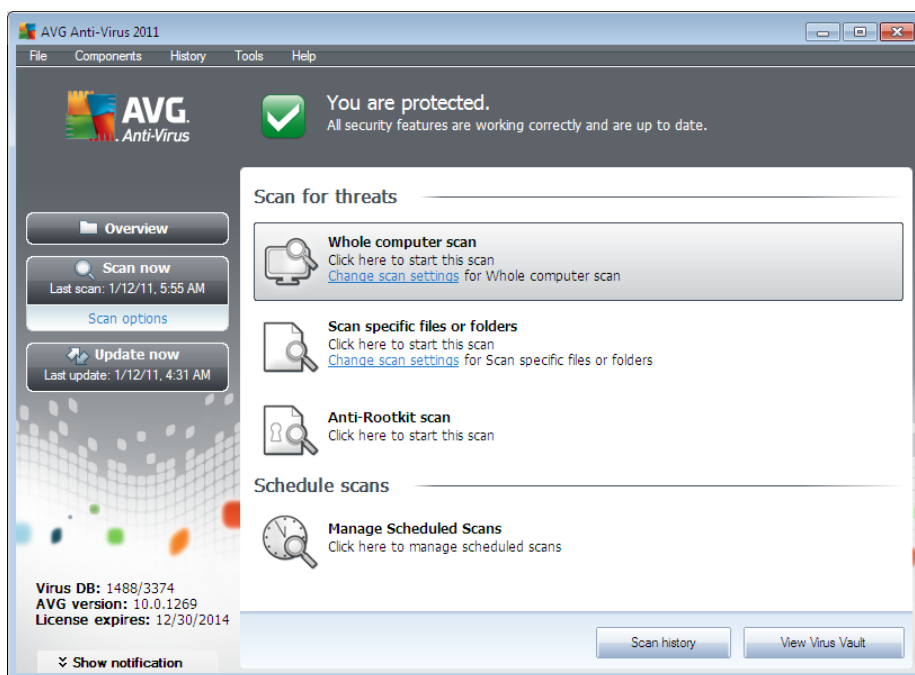 AVG Anti-Virus 2011
File Components History Tools Help
AVG.
Anti-Virus
You are protected.
All security features are working correctly and are up to date.
Overview
Scan now
Last scan: 1/12/11, 5:55 AM
Scan options
Update now
Last update: 1/12/11, 4:31 AM
Virus DB: 1488/3374
AVG version: 10.0.1269
License expires: 12/30/2014
Show notification
Scan for threats
Whole computer scan
Click here to start this scan
Change scan settings for Whole computer scan
Scan specific files or folders
Click here to start this scan
Change scan settings for Scan specific files or folders
Anti-Rootkit scan
Click here to start this scan
Schedule scans
Manage Scheduled Scans
Click here to manage scheduled scans
Scan history
View Virus Vault